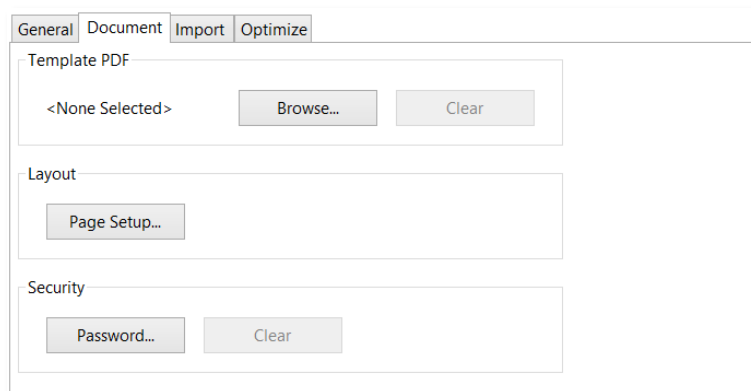 General Document Import Optimize
Template PDF
<None Selected> Browse... Clear
Layout
Page Setup...
Security
Password... Clear